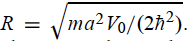 R = √(ma²V₀/(2ħ²).